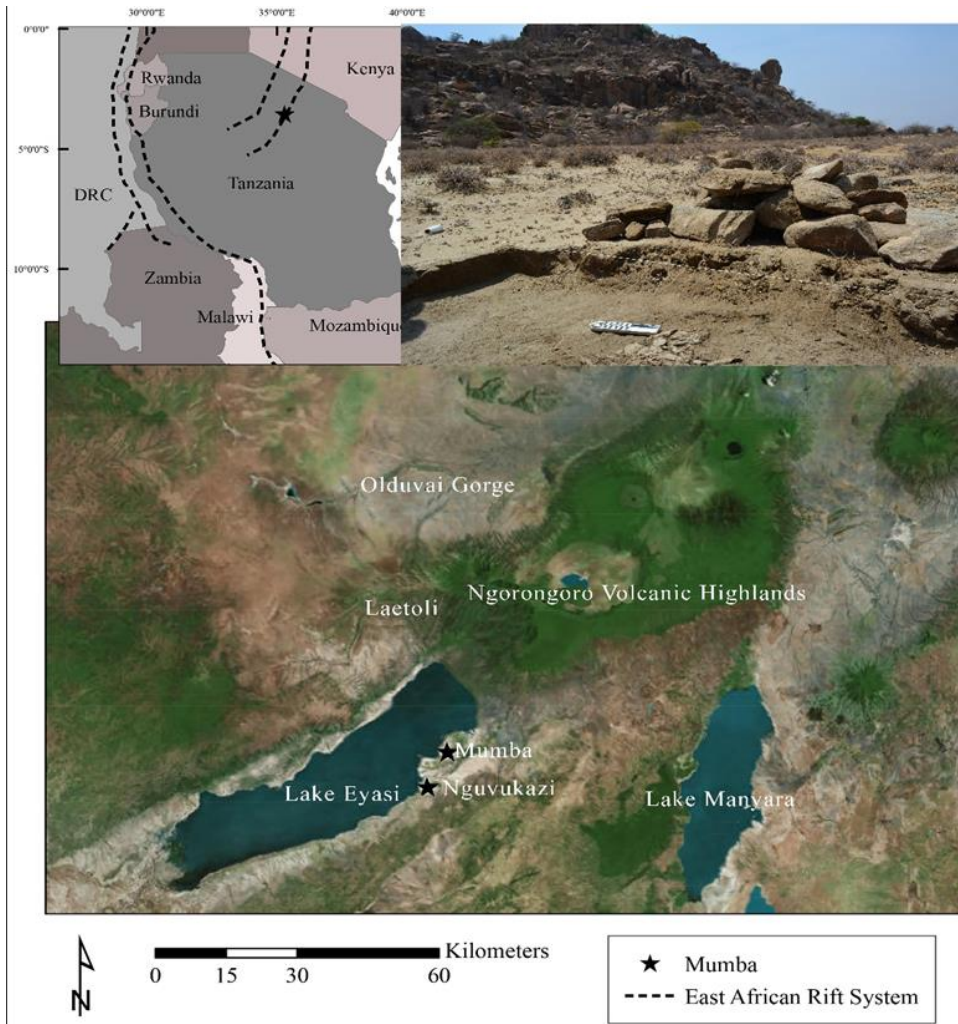 30°0'0"E
35°0'0"E
40°0'0"E
0°0'0"
Rwanda
Kenya
Burundi
5°0'0"S
Tanzania
DRC
10°0'0"S
Zambia
Malawi
Mozambiqu
Olduvai Gorge
Ngorongoro Volcanic Highlands
Laetoli
Mumba
Lake Eyasi
Nguvukazi
Lake Manyara
N
Kilometers
0 15 30 60
Mumba
East African Rift System